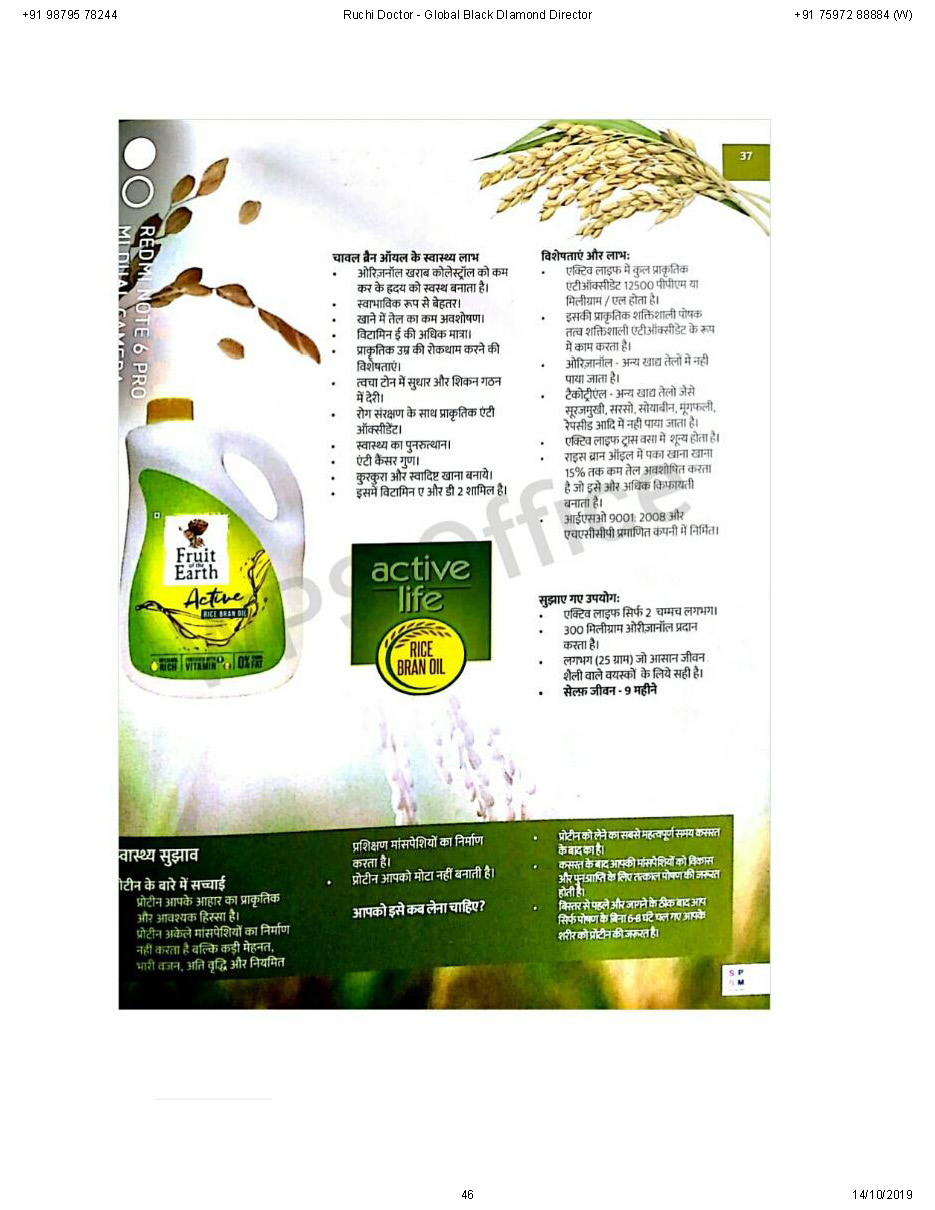 +91 98795 78244
Ruchi Doctor - Global Black DIamond Director
+91 75972 88884 (W)
37
REDMI NOTE 6 PRO
MI DUAL CAMERA
चावल ब्रैन ऑयल के स्वास्थ्य लाभ
• ओरिज़नॉल खराब कोलेस्ट्रॉल को कम
कर के हृदय को स्वस्थ बनाता है।
• स्वाभाविक रूप से बेहतर।
• खाने में तेल का कम अवशोषण।
• विटामिन ई की अधिक मात्रा।
• प्राकृतिक उम्र की रोकथाम करने की
विशेषताएं।
• त्वचा टोन में सुधार और शिकन गठन
में देरी।
• रोग संरक्षण के साथ प्राकृतिक एंटी
ऑक्सीडेंट।
• स्वास्थ्य का पुनरुत्थान।
• एंटी कैंसर गुण।
• कुरकुरा और स्वादिष्ट खाना बनाये।
• इसमें विटामिन ए और डी 2 शामिल है।
विशेषताएं और लाभ:
• एक्टिव लाइफ में कुल प्राकृतिक
एंटीऑक्सीडेंट 12500 पीपीएम या
मिलीग्राम / एल होता है।
• इसकी प्राकृतिक शक्तिशाली पोषक
तत्व शक्तिशाली एंटीऑक्सीडेंट के रूप
में काम करता है।
• ओरिज़ानॉल - अन्य खाद्य तेलों में नही
पाया जाता है।
• टैकोट्रीएंल - अन्य खाद्य तेलो जेसे
सूरजमुखी, सरसो, सोयाबीन, मूंगफली,
रेपसीड आदि में नही पाया जाता है।
• एक्टिव लाइफ ट्रांस वसा में शून्य होता है।
• राइस ब्रान ऑइल में पका खाना खाना
15% तक कम तेल अवशोषित करता
है जो इसे और अधिक किफायती
बनाता है।
• आईएसओ 9001: 2008 और
एचएसीसीपी प्रमाणित कंपनी में निर्मित।
WPS Office
Fruit
of the
Earth
Active
RICE BRAN OIL
RICH
VITAMIN
0%
FAT
active
life
RICE
BRAN OIL
सुझाए गए उपयोग:
• एक्टिव लाइफ सिर्फ 2 चम्मच लगभग।
• 300 मिलीग्राम ओरीज़ानॉल प्रदान
करता है।
• लगभग (25 ग्राम) जो आसान जीवन
शैली वाले वयस्कों के लिये सही है।
• सेल्फ़ जीवन - 9 महीने
वास्थ्य सुझाव
ोटीन के बारे में सच्चाई
प्रोटीन आपके आहार का प्राकृतिक
और आवश्यक हिस्सा है।
प्रोटीन अकेले मांसपेशियों का निर्माण
नहीं करता है बल्कि कड़ी मेहनत,
भारी वजन, अति वृद्धि और नियमित
प्रशिक्षण मांसपेशियों का निर्माण
करता है।
• प्रोटीन आपको मोटा नहीं बनाती है।
आपको इसे कब लेना चाहिए?
• प्रोटीन को लेने का सबसे महत्वपूर्ण समय कसरत
के बाद का है।
• कसरत के बाद आपकी मांसपेशियों को विकास
और पुनःप्राप्ति के लिए तत्काल पोषण की जरूरत
होती है।
• बिस्तर से पहले और जागने के ठीक बाद आप
सिर्फ पोषण के बिना 6-8 घंटे चल गए आपके
शरीर को प्रोटीन की जरूरत है।
S P
M
46
14/10/2019